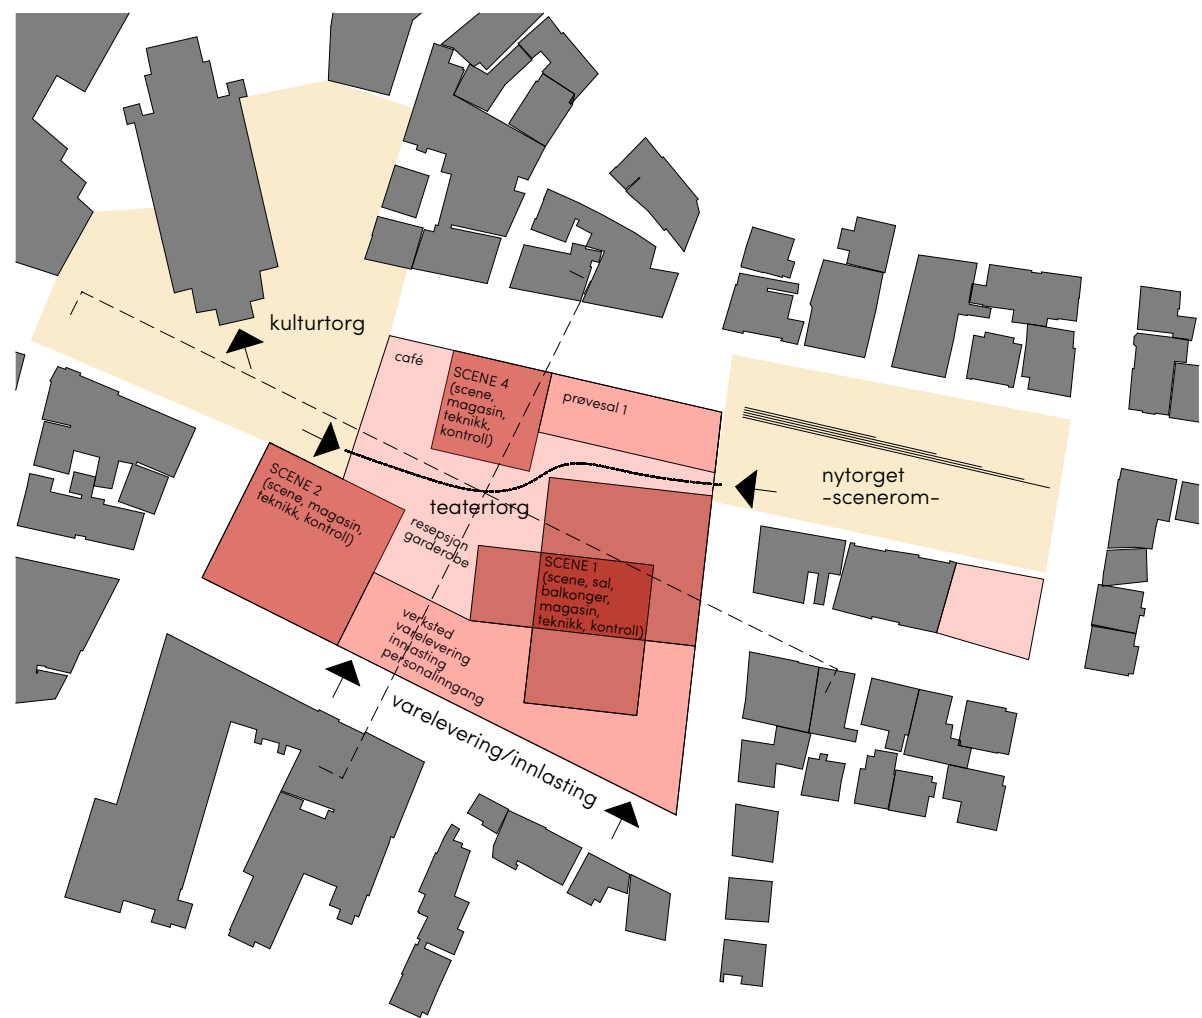 kulturtorg
café
SCENE 4
(scene,
magasin,
teknikk,
kontroll)
prøvesal 1
SCENE 2
(scene, magasin,
teknikk, kontroll)
teatertorg
resepsjon
garderobe
nytorget
-scenerom-
SCENE 1
(scene, sal,
balkonger,
magasin,
teknikk, kontroll)
verksted
varelevering
innlasting
personalinngang
varelevering/innlasting